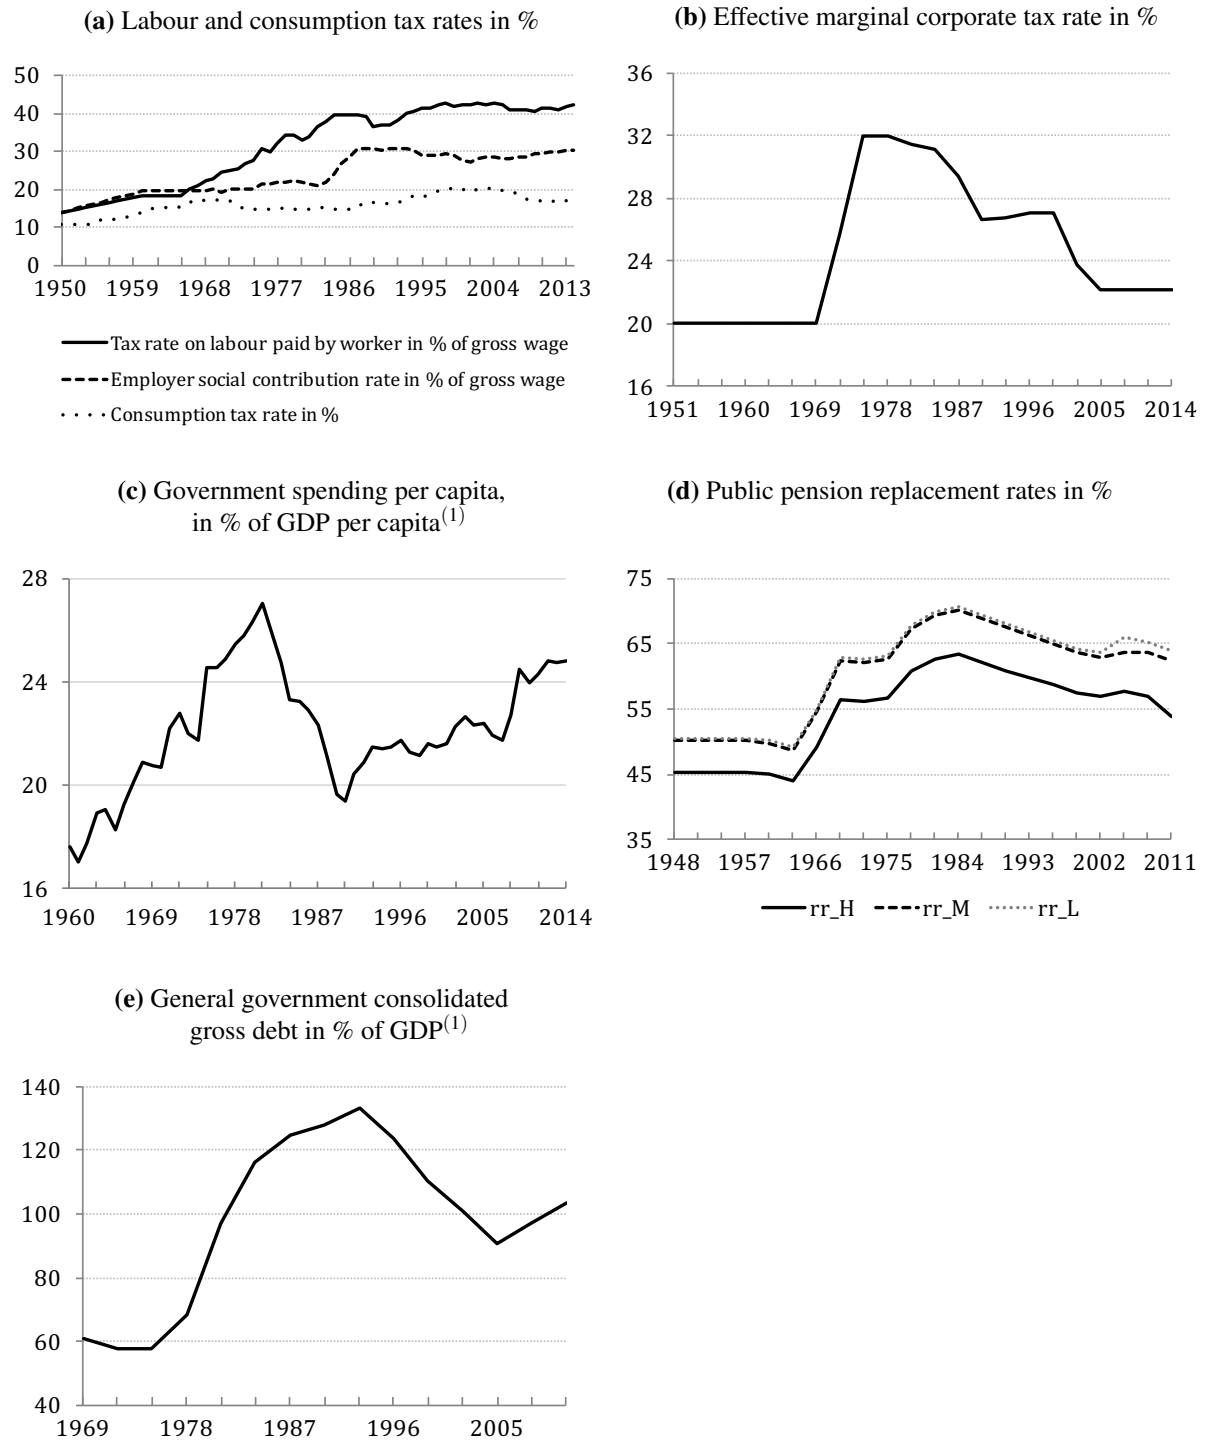 (a) Labour and consumption tax rates in %
50
40
30
20
10
0
1950 1959 1968 1977 1986 1995 2004 2013
Tax rate on labour paid by worker in % of gross wage
Employer social contribution rate in % of gross wage
Consumption tax rate in %
(b) Effective marginal corporate tax rate in %
36
32
28
24
20
16
1951 1960 1969 1978 1987 1996 2005 2014
(c) Government spending per capita,
in % of GDP per capita(1)
28
24
20
16
1960 1969 1978 1987 1996 2005 2014
(d) Public pension replacement rates in %
75
65
55
45
35
1948 1957 1966 1975 1984 1993 2002 2011
rr_H rr_M rr_L
(e) General government consolidated
gross debt in % of GDP(1)
140
120
100
80
60
40
1969 1978 1987 1996 2005